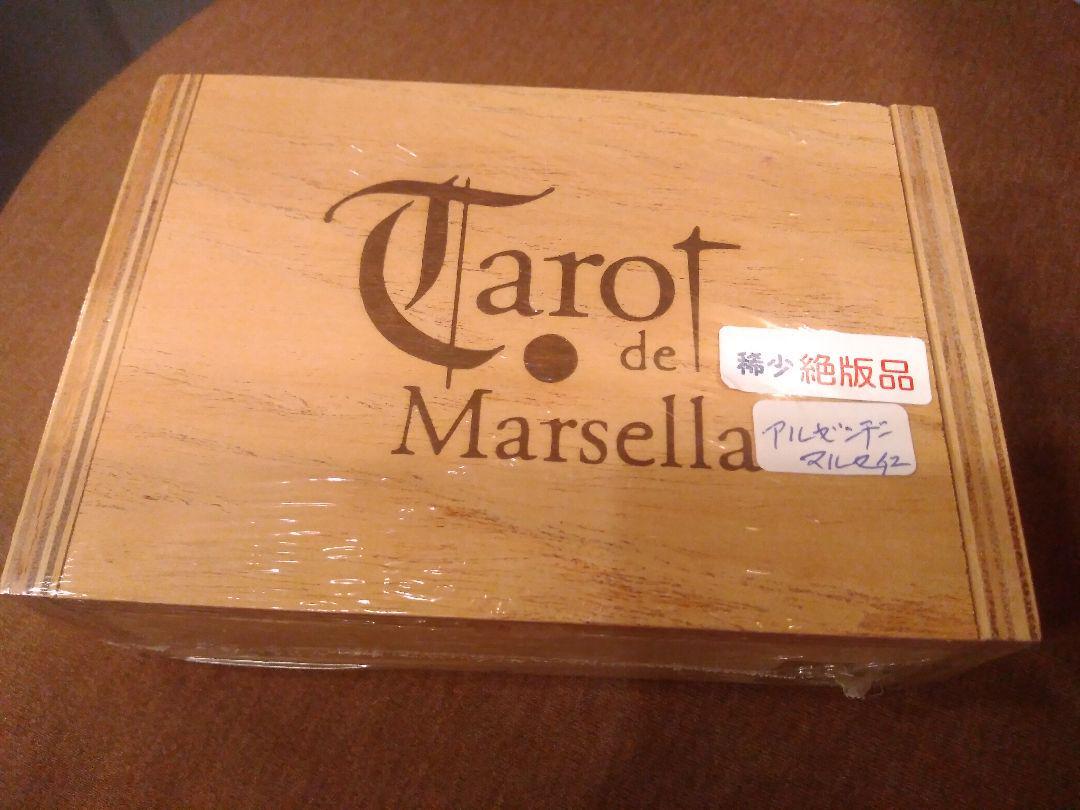 Tarot
de
Marsella
稀少 絶版品
アルゼンチン
マルセイユ